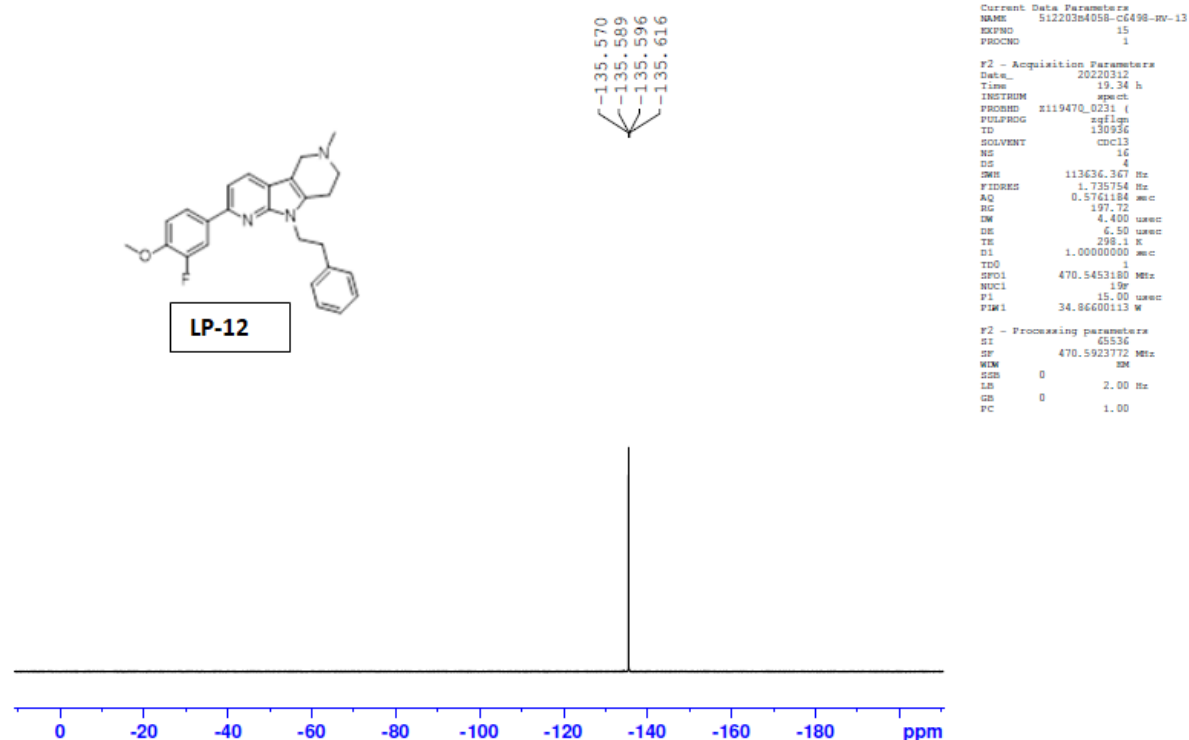 -135.570
-135.589
-135.596
-135.616
Current Data Parameters
NAME 512203B4058-C6498-RV-13
EXPNO 15
PROCNO 1
F2 - Acquisition Parameters
Date_ 20220312
Time 19.34 h
INSTRUM spect
PROBHD Z119470_0231 (
PULPROG zgflqn
TD 130936
SOLVENT CDCl3
NS 16
DS 4
SWH 113636.367 Hz
FIDRES 1.735754 Hz
AQ 0.5761184 sec
RG 197.72
DW 4.400 usec
DE 6.50 usec
TE 298.1 K
D1 1.00000000 sec
TD0 1
SFO1 470.5453180 MHz
NUC1 19F
P1 15.00 usec
PLW1 34.86600113 W
F2 - Processing parameters
SI 65536
SF 470.5923772 MHz
WDW EM
SSB 0
LB 2.00 Hz
GB 0
PC 1.00
N
N
N
O
F
LP-12
0 -20 -40 -60 -80 -100 -120 -140 -160 -180 ppm